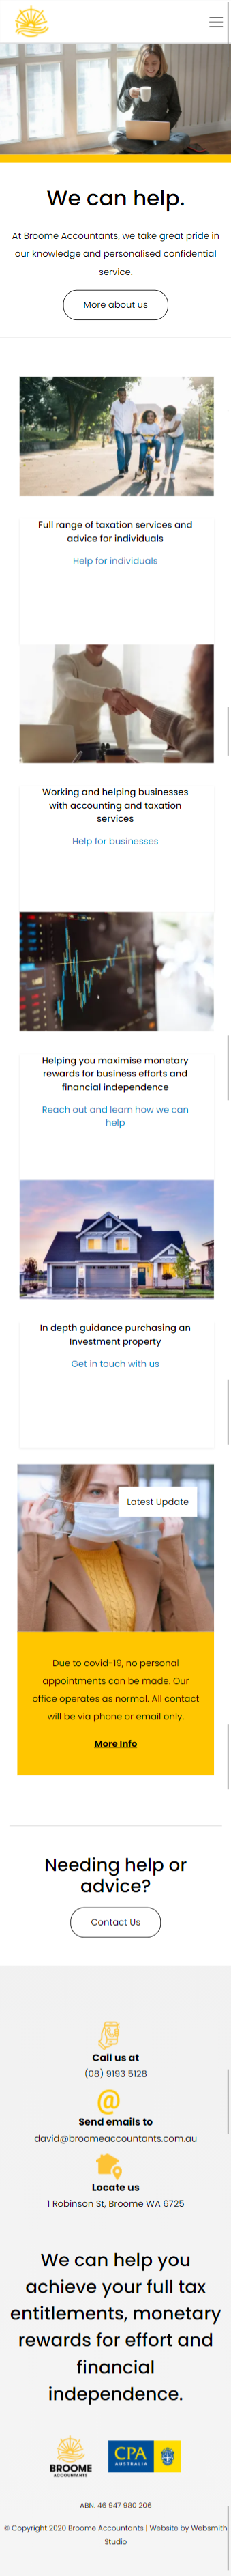 We can help.
At Broome Accountants, we take great pride in
our knowledge and personalised confidential
service.
More about us
Full range of taxation services and
advice for individuals
Help for individuals
Working and helping businesses
with accounting and taxation
services
Help for businesses
Helping you maximise monetary
rewards for business efforts and
financial independence
Reach out and learn how we can
help
In depth guidance purchasing an
Investment property
Get in touch with us
Latest Update
Due to covid-19, no personal
appointments can be made. Our
office operates as normal. All contact
will be via phone or email only.
More Info
Needing help or
advice?
Contact Us
Call us at
(08) 9193 5128
@
Send emails to
david@broomeaccountants.com.au
Locate us
1 Robinson St, Broome WA 6725
We can help you
achieve your full tax
entitlements, monetary
rewards for effort and
financial
independence.
BROOME
ACCOUNTANTS
CPA
AUSTRALIA
ABN. 46 947 980 206
© Copyright 2020 Broome Accountants | Website by Websmith
Studio